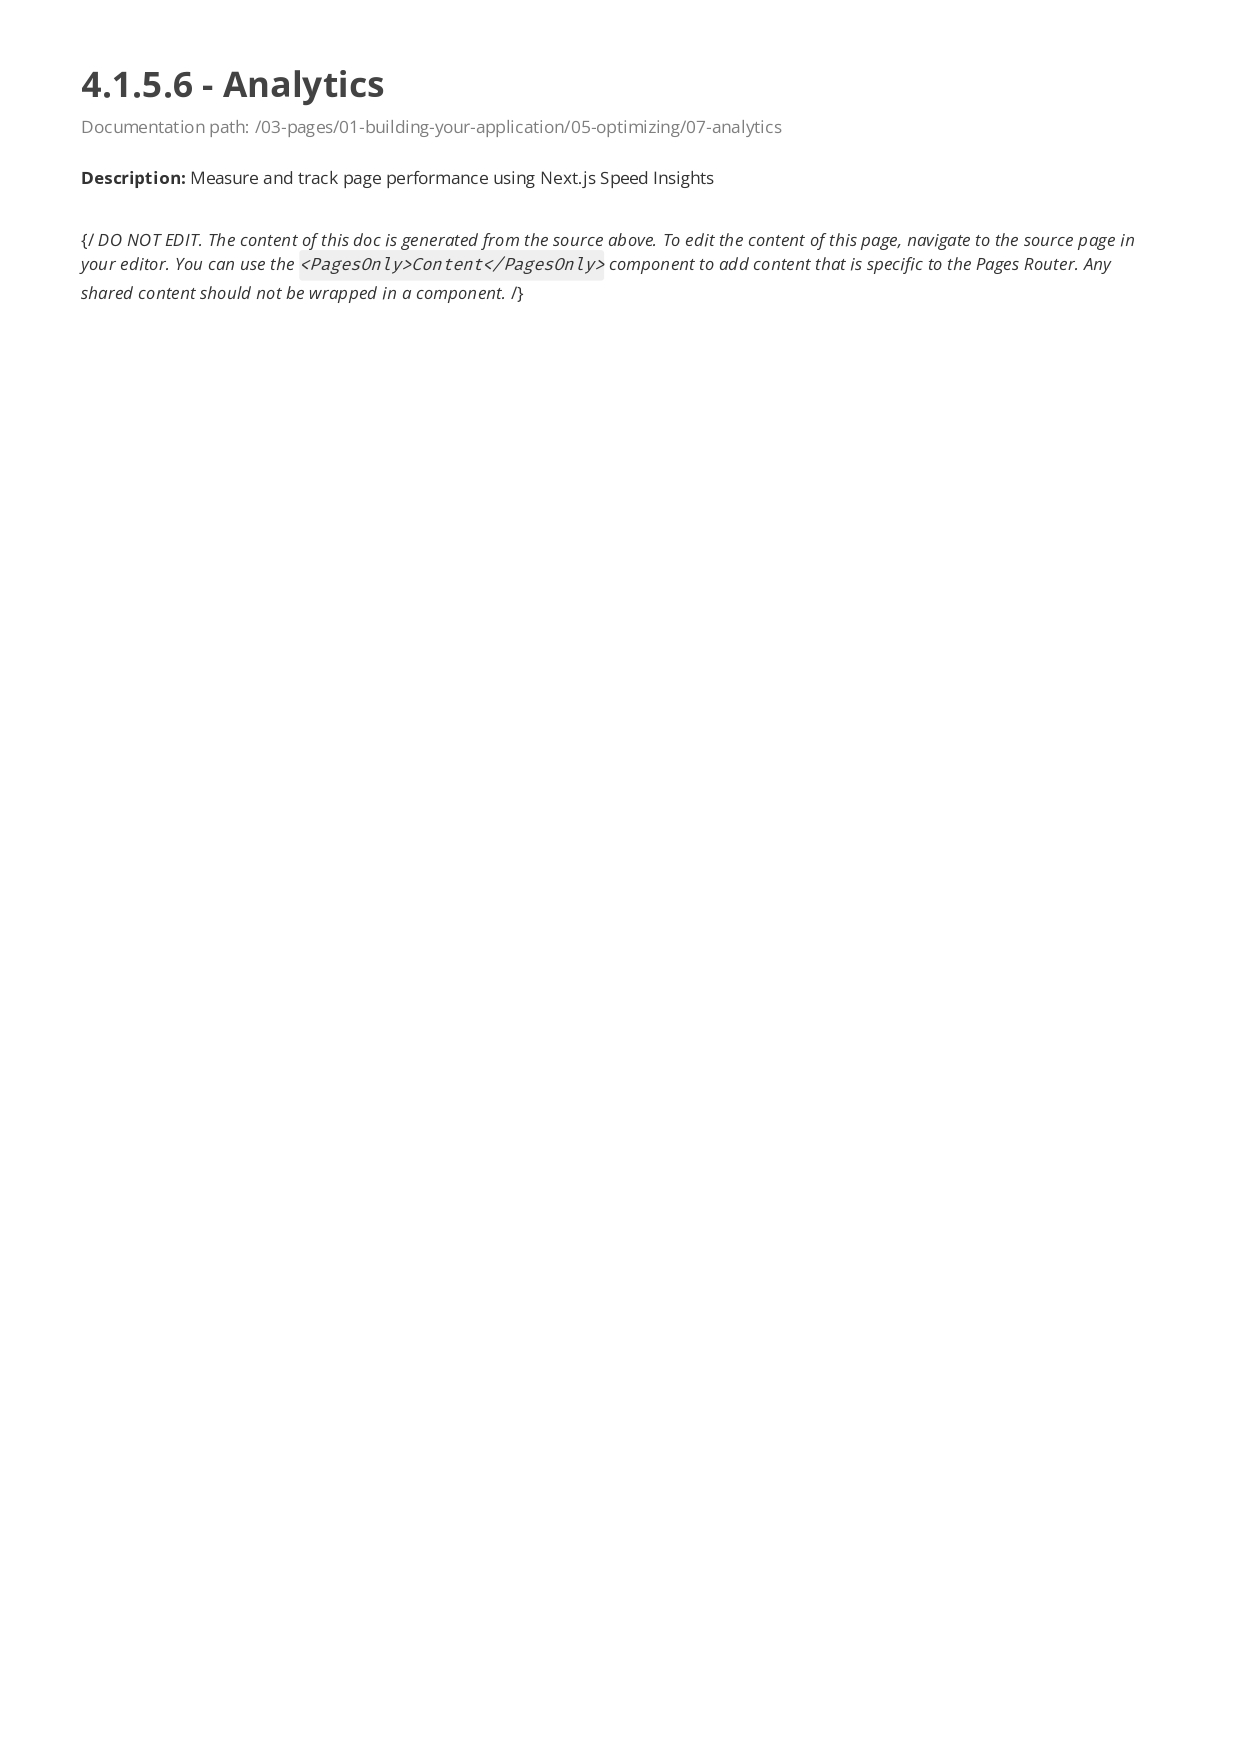 4.1.5.6 - Analytics
Documentation path: /03-pages/01-building-your-application/05-optimizing/07-analytics
Description: Measure and track page performance using Next.js Speed Insights
{/ DO NOT EDIT. The content of this doc is generated from the source above. To edit the content of this page, navigate to the source page in
your editor. You can use the <PagesOnly>Content</PagesOnly> component to add content that is specific to the Pages Router. Any
shared content should not be wrapped in a component. /}